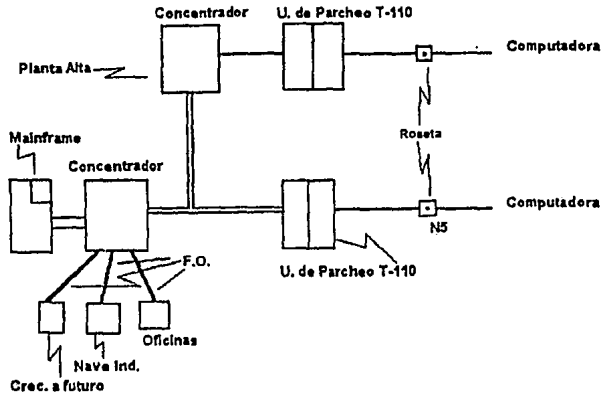 Concentrador
U. de Parcheo T-110
Computadora
Planta Alta
Roseta
Mainframe
Concentrador
Computadora
N5
F.O.
U. de Parcheo T-110
Oficinas
Nave Ind.
Crec. a futuro